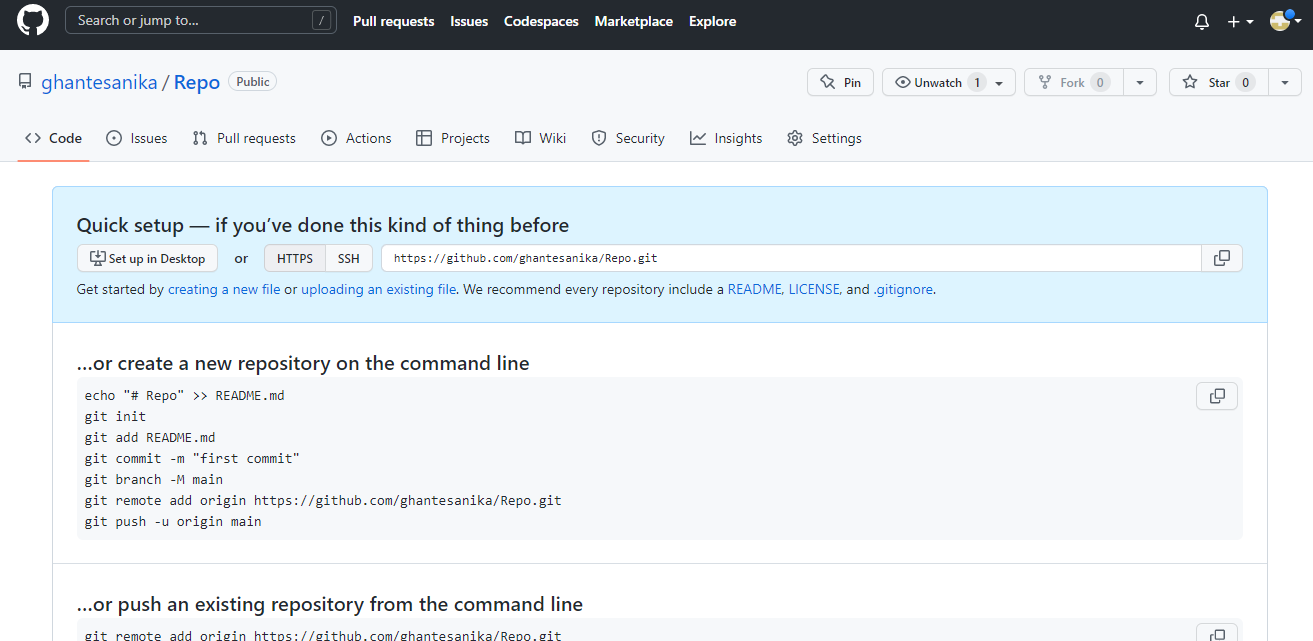 Search or jump to... /
Pull requests Issues Codespaces Marketplace Explore
ghantesanika / Repo Public
Pin Unwatch 1 Fork 0 Star 0
Code Issues Pull requests Actions Projects Wiki Security Insights Settings
Quick setup — if you’ve done this kind of thing before
Set up in Desktop or HTTPS SSH https://github.com/ghantesanika/Repo.git
Get started by creating a new file or uploading an existing file. We recommend every repository include a README, LICENSE, and .gitignore.
…or create a new repository on the command line
echo "# Repo" >> README.md
git init
git add README.md
git commit -m "first commit"
git branch -M main
git remote add origin https://github.com/ghantesanika/Repo.git
git push -u origin main
…or push an existing repository from the command line
git remote add origin https://github.com/ghantesanika/Repo.git